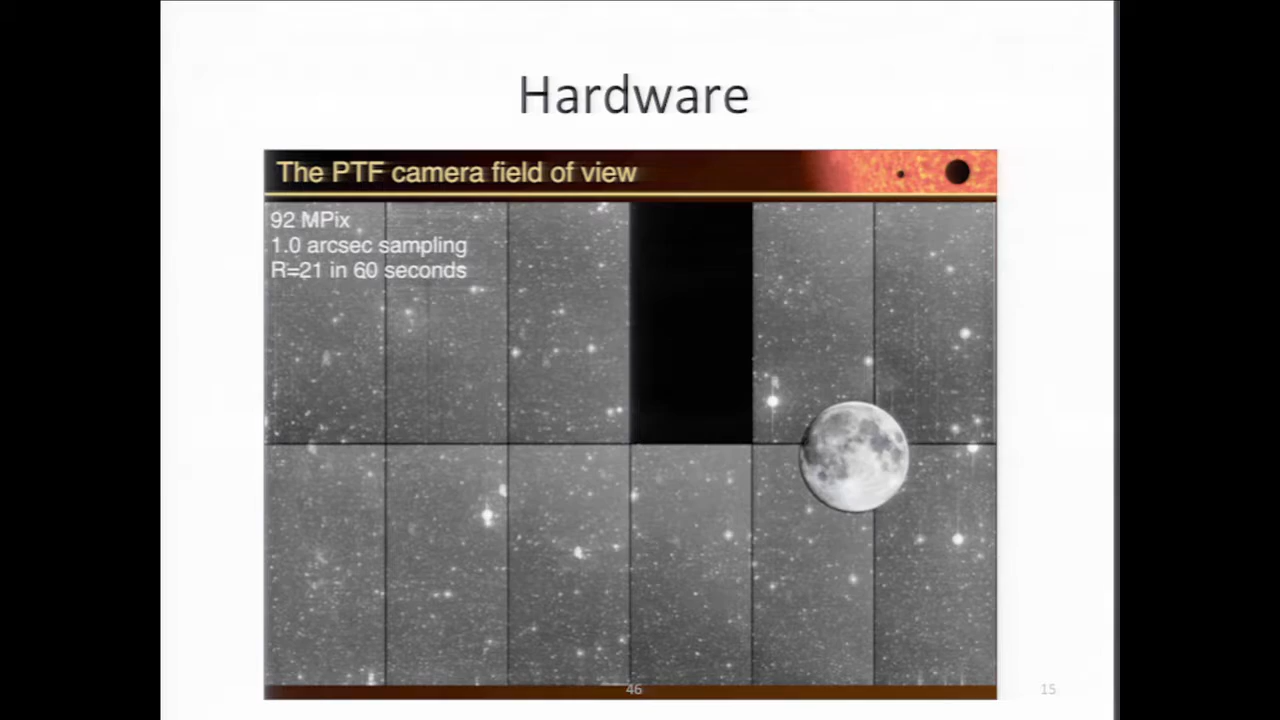 Hardware
The PTF camera field of view
92 MPix
1.0 arcsec sampling
R=21 in 60 seconds
46
15